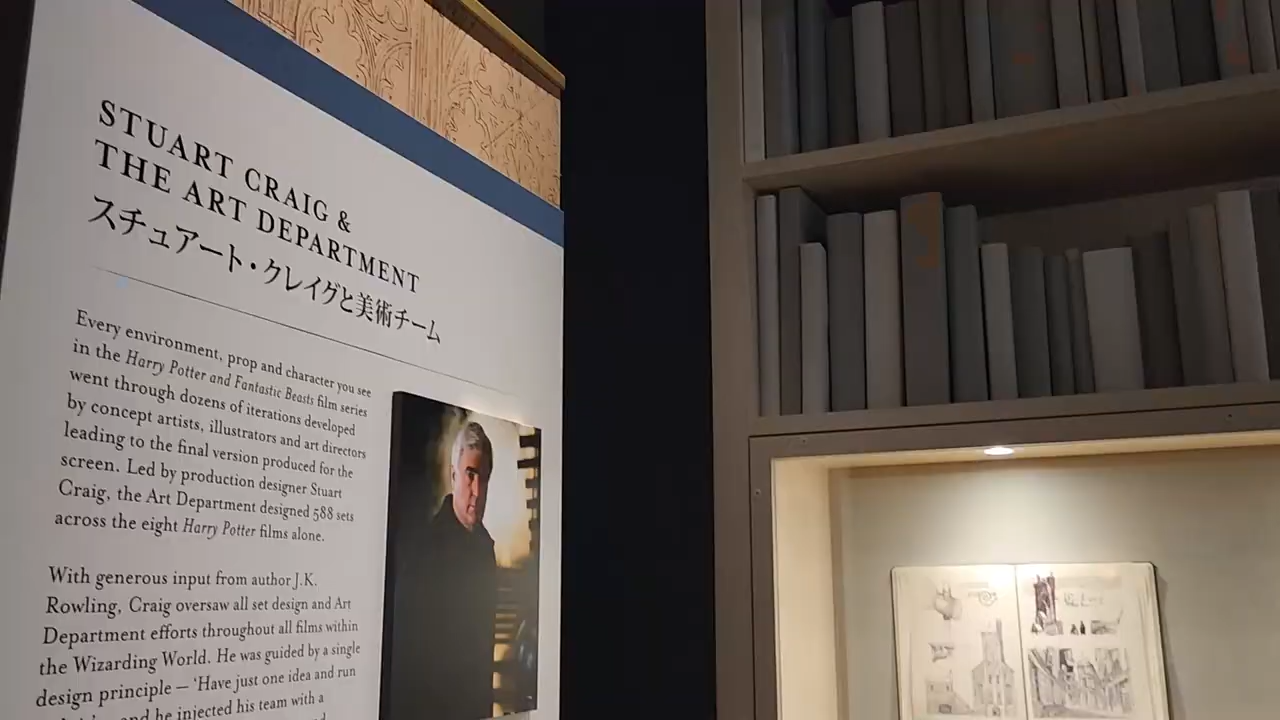 STUART CRAIG &
THE ART DEPARTMENT
スチュアート・クレイグと美術チーム
Every environment, prop and character you see
in the Harry Potter and Fantastic Beasts film series
went through dozens of iterations developed
by concept artists, illustrators and art directors
leading to the final version produced for the
screen. Led by production designer Stuart
Craig, the Art Department designed 588 sets
across the eight Harry Potter films alone.
With generous input from author J.K.
Rowling, Craig oversaw all set design and Art
Department efforts throughout all films within
the Wizarding World. He was guided by a single
design principle – ‘Have just one idea and run
and he injected his team with a